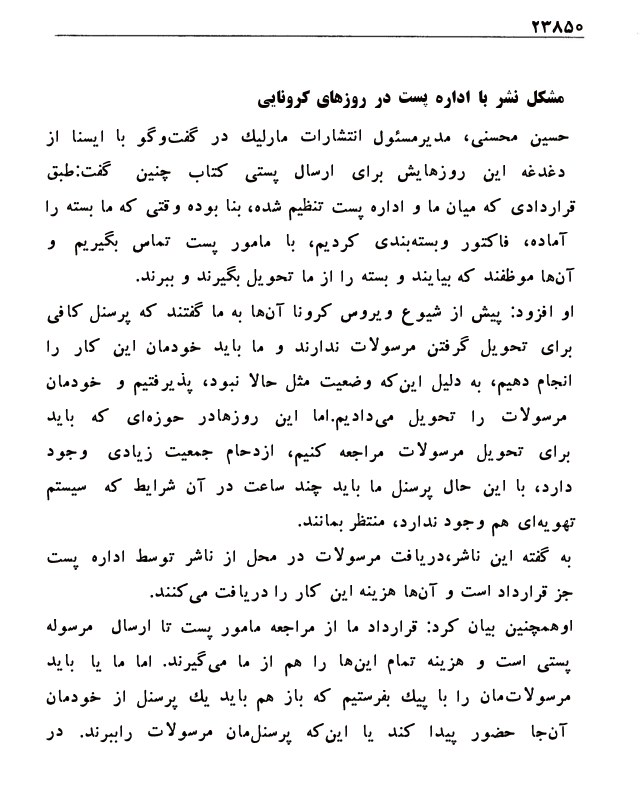 ۲۳۸۵۰
مشکل نشر با اداره پست در روزهای کرونایی
حسین محسنی، مدیرمسئول انتشارات مارلیك در گفت‌وگو با ایسنا از
دغدغه این روزهایش برای ارسال پستی کتاب چنین گفت:طبق
قراردادی که میان ما و اداره پست تنظیم شده، بنا بوده وقتی که ما بسته را
آماده، فاکتور وبسته‌بندی کردیم، با مامور پست تماس بگیریم و
آن‌ها موظفند که بیایند و بسته را از ما تحویل بگیرند و ببرند.
او افزود: پیش از شیوع ویروس کرونا آن‌ها به ما گفتند که پرسنل کافی
برای تحویل گرفتن مرسولات ندارند و ما باید خودمان این کار را
انجام دهیم، به دلیل این‌که وضعیت مثل حالا نبود، پذیرفتیم و خودمان
مرسولات را تحویل می‌دادیم.اما این روزهادر حوزه‌ای که باید
برای تحویل مرسولات مراجعه کنیم، ازدحام جمعیت زیادی وجود
دارد، با این حال پرسنل ما باید چند ساعت در آن شرایط که سیستم
تهویه‌ای هم وجود ندارد، منتظر بمانند.
به گفته این ناشر،دریافت مرسولات در محل از ناشر توسط اداره پست
جز قرارداد است و آن‌ها هزینه این کار را دریافت می‌کنند.
اوهمچنین بیان کرد: قرارداد ما از مراجعه مامور پست تا ارسال مرسوله
پستی است و هزینه تمام این‌ها را هم از ما می‌گیرند. اما ما یا باید
مرسولات‌مان را با پیك بفرستیم که باز هم باید یك پرسنل از خودمان
آن‌جا حضور پیدا کند یا این‌که پرسنل‌مان مرسولات راببرند. در